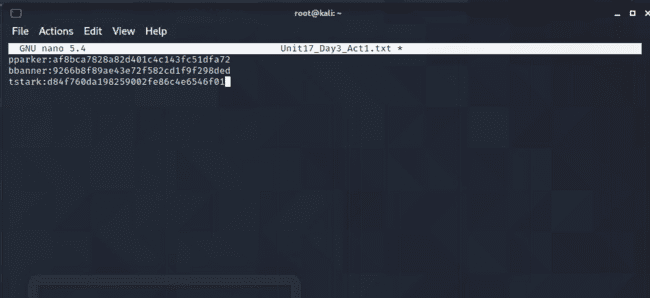 root@kali: ~
File Actions Edit View Help
GNU nano 5.4 Unit17_Day3_Act1.txt *
pparker:af8bca7828a82d401c4c143fc51dfa72
bbanner:9266b8f89ae43e72f582cd1f9f298ded
tstark:d84f760da198259002fe86c4e6546f01